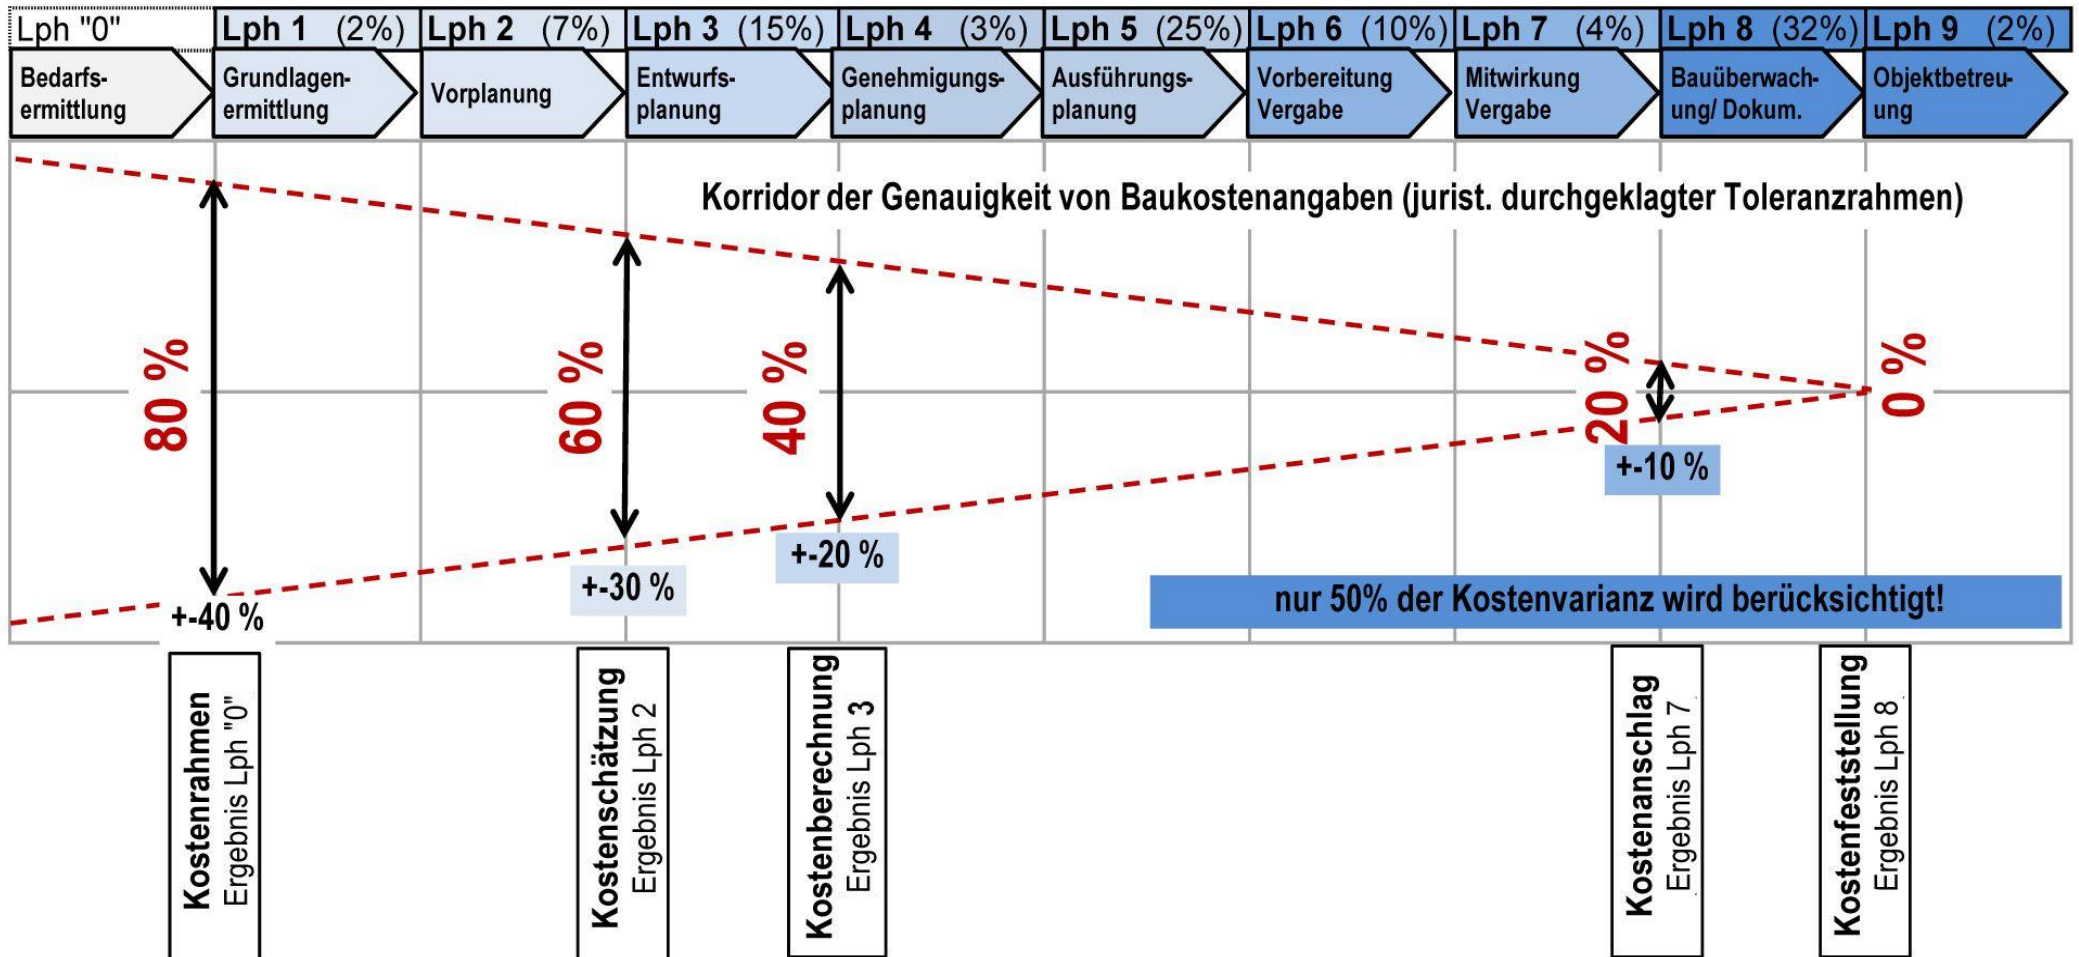 Lph "0"
Lph 1 (2%)
Lph 2 (7%)
Lph 3 (15%)
Lph 4 (3%)
Lph 5 (25%)
Lph 6 (10%)
Lph 7 (4%)
Lph 8 (32%)
Lph 9 (2%)
Bedarfs-
ermittlung
Grundlagen-
ermittlung
Vorplanung
Entwurfs-
planung
Genehmigungs-
planung
Ausführungs-
planung
Vorbereitung
Vergabe
Mitwirkung
Vergabe
Bauüberwach-
ung/ Dokum.
Objektbetreu-
ung
Korridor der Genauigkeit von Baukostenangaben (jurist. durchgeklagter Toleranzrahmen)
80 %
60 %
40 %
20 %
0 %
+-40 %
+-30 %
+-20 %
+-10 %
nur 50% der Kostenvarianz wird berücksichtigt!
Kostenrahmen
Ergebnis Lph "0"
Kostenschätzung
Ergebnis Lph 2
Kostenberechnung
Ergebnis Lph 3
Kostenanschlag
Ergebnis Lph 7
Kostenfeststellung
Ergebnis Lph 8